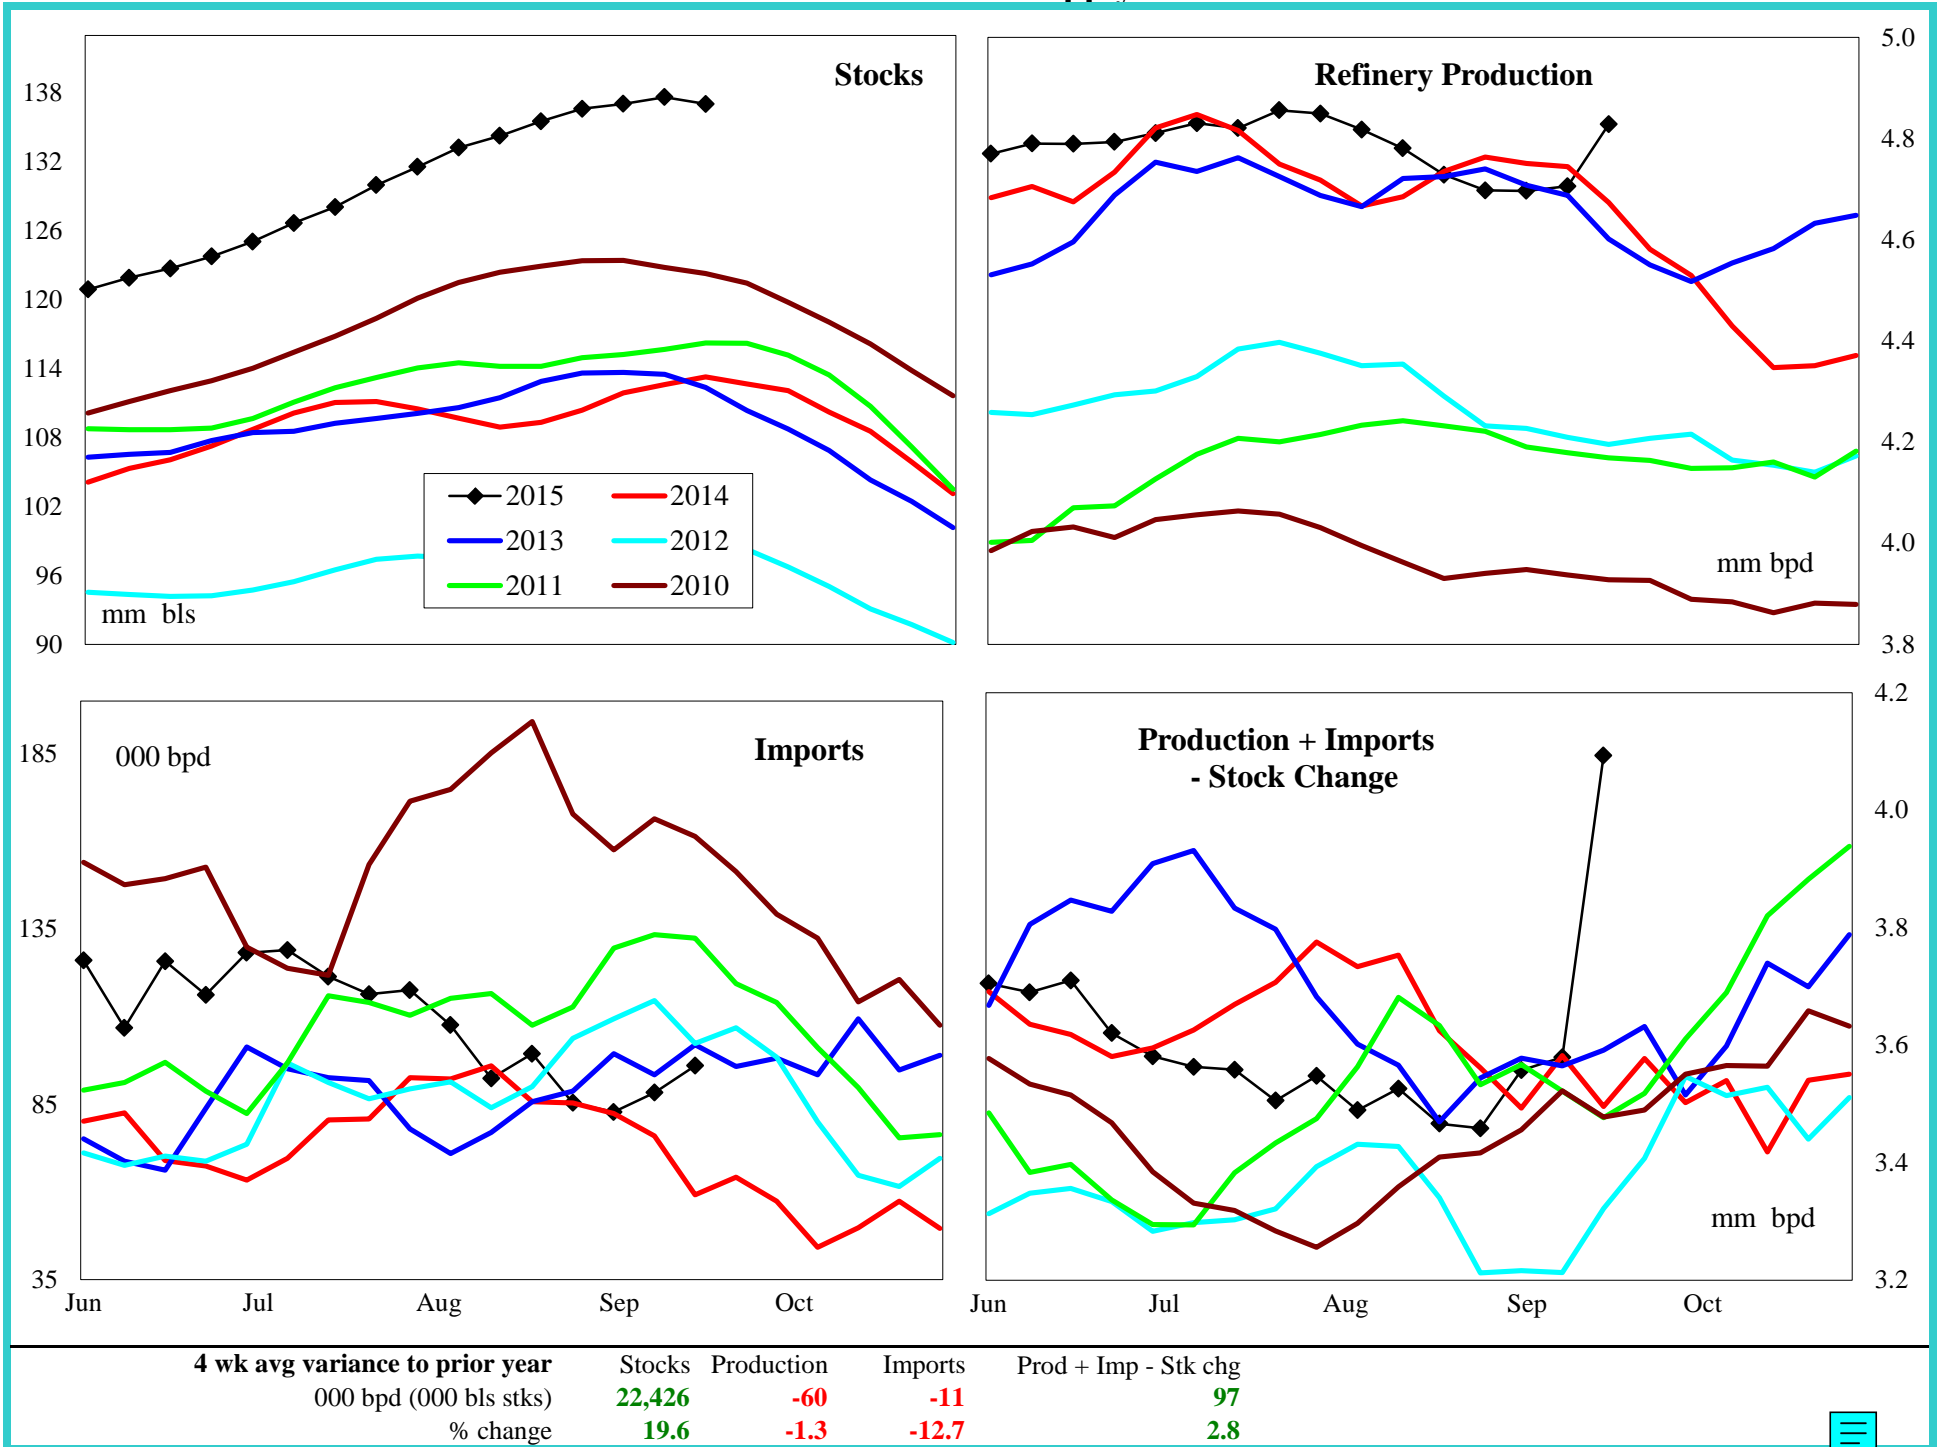 Stocks
138
132
126
120
114
108
102
96
90
mm bls
2015 2014
2013 2012
2011 2010
Refinery Production
5.0
4.8
4.6
4.4
4.2
4.0
3.8
mm bpd
000 bpd
Imports
185
135
85
35
Jun Jul Aug Sep Oct
Production + Imports
- Stock Change
4.2
4.0
3.8
3.6
3.4
3.2
mm bpd
Jun Jul Aug Sep Oct
4 wk avg variance to prior year Stocks Production Imports Prod + Imp - Stk chg
000 bpd (000 bls stks) 22,426 -60 -11 97
% change 19.6 -1.3 -12.7 2.8